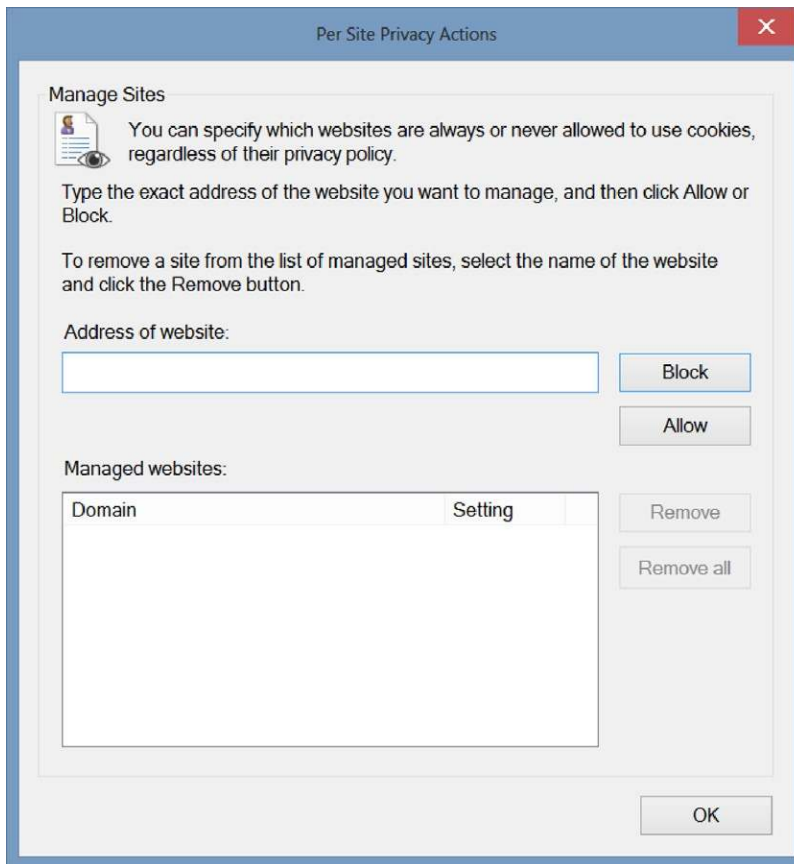 Per Site Privacy Actions
Manage Sites
You can specify which websites are always or never allowed to use cookies,
regardless of their privacy policy.
Type the exact address of the website you want to manage, and then click Allow or
Block.
To remove a site from the list of managed sites, select the name of the website
and click the Remove button.
Address of website:
Block
Allow
Managed websites:
Domain Setting
Remove
Remove all
OK